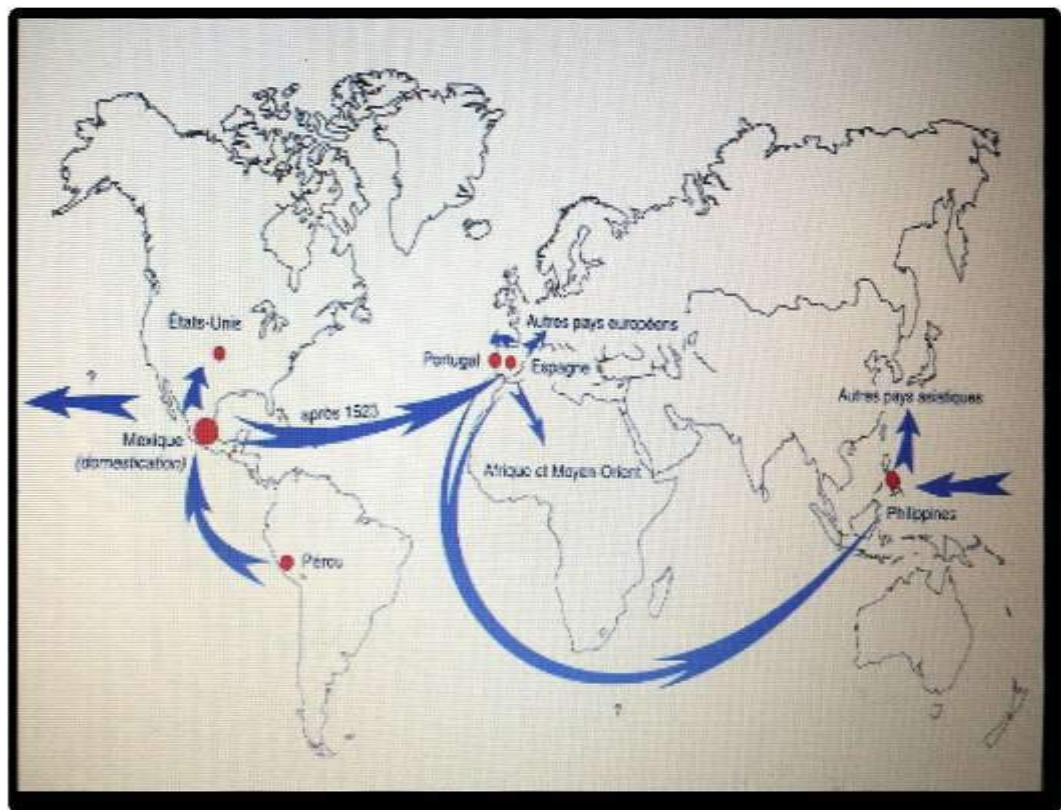 États-Unis
?
Mexique
(domestication)
Pérou
après 1523
Portugal
Espagne
Autres pays européens
Afrique et Moyen-Orient
Autres pays asiatiques
Philippines
?